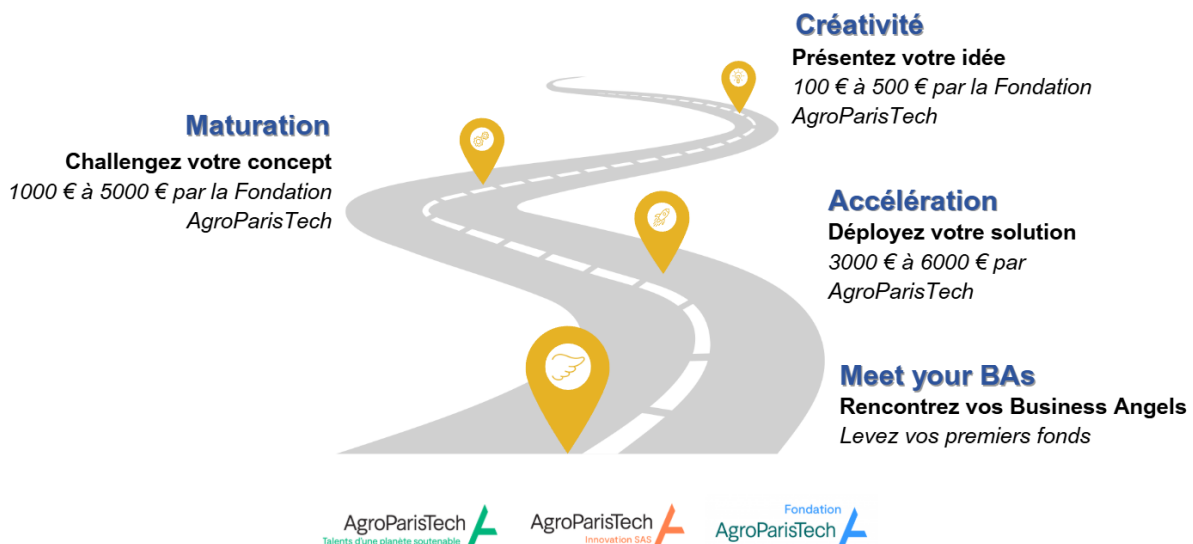 Créativité
Présentez votre idée
100 € à 500 € par la Fondation
AgroParisTech
Maturation
Challengez votre concept
1000 € à 5000 € par la Fondation
AgroParisTech
Accélération
Déployez votre solution
3000 € à 6000 € par
AgroParisTech
Meet your BAs
Rencontrez vos Business Angels
Levez vos premiers fonds
AgroParisTech
Talents d'une planète soutenable
AgroParisTech
Innovation SAS
Fondation
AgroParisTech